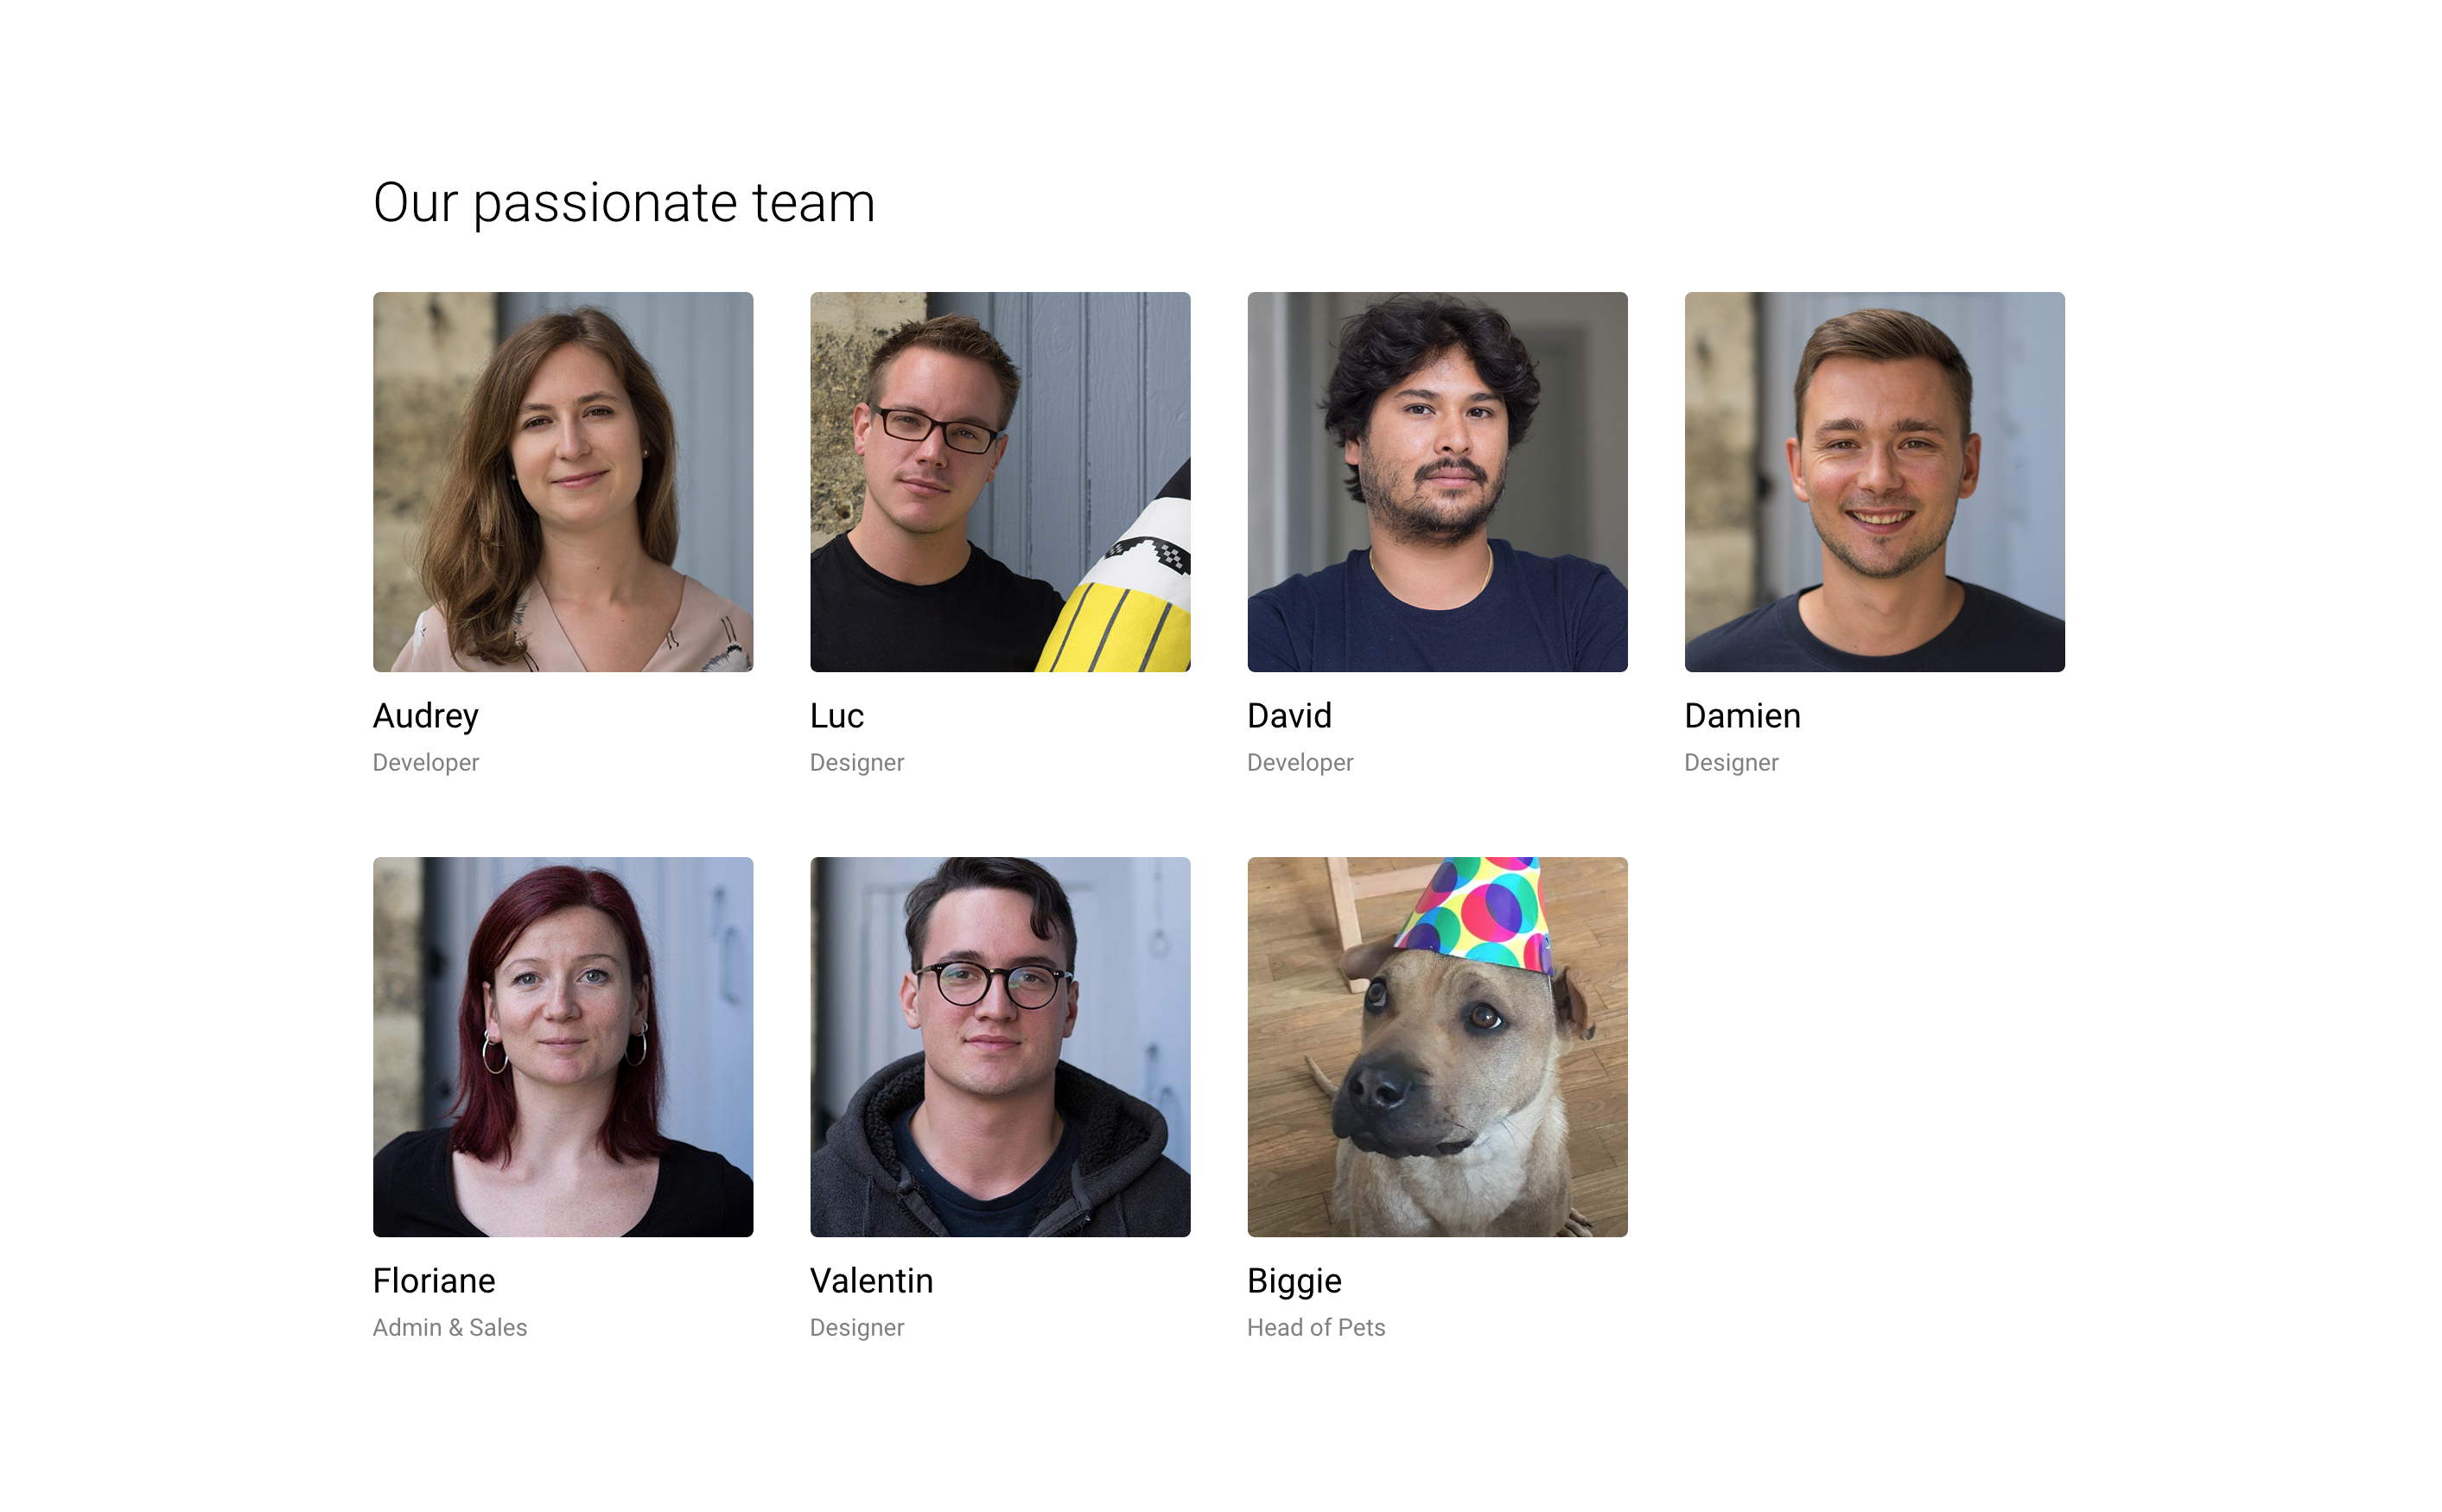 Our passionate team
Audrey
Developer
Luc
Designer
David
Developer
Damien
Designer
Floriane
Admin & Sales
Valentin
Designer
Biggie
Head of Pets